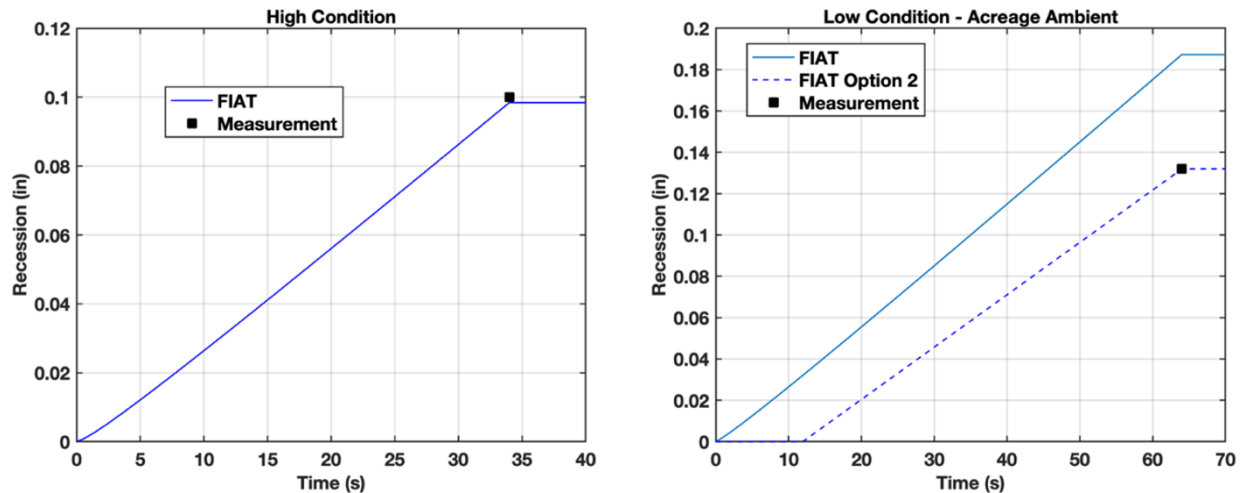 High Condition
0.12
0.1
0.08
0.06
0.04
0.02
0
Recession (in)
FIAT
Measurement
0 5 10 15 20 25 30 35 40
Time (s)
Low Condition - Acreage Ambient
0.2
0.18
0.16
0.14
0.12
0.1
0.08
0.06
0.04
0.02
0
Recession (in)
FIAT
FIAT Option 2
Measurement
0 10 20 30 40 50 60 70
Time (s)